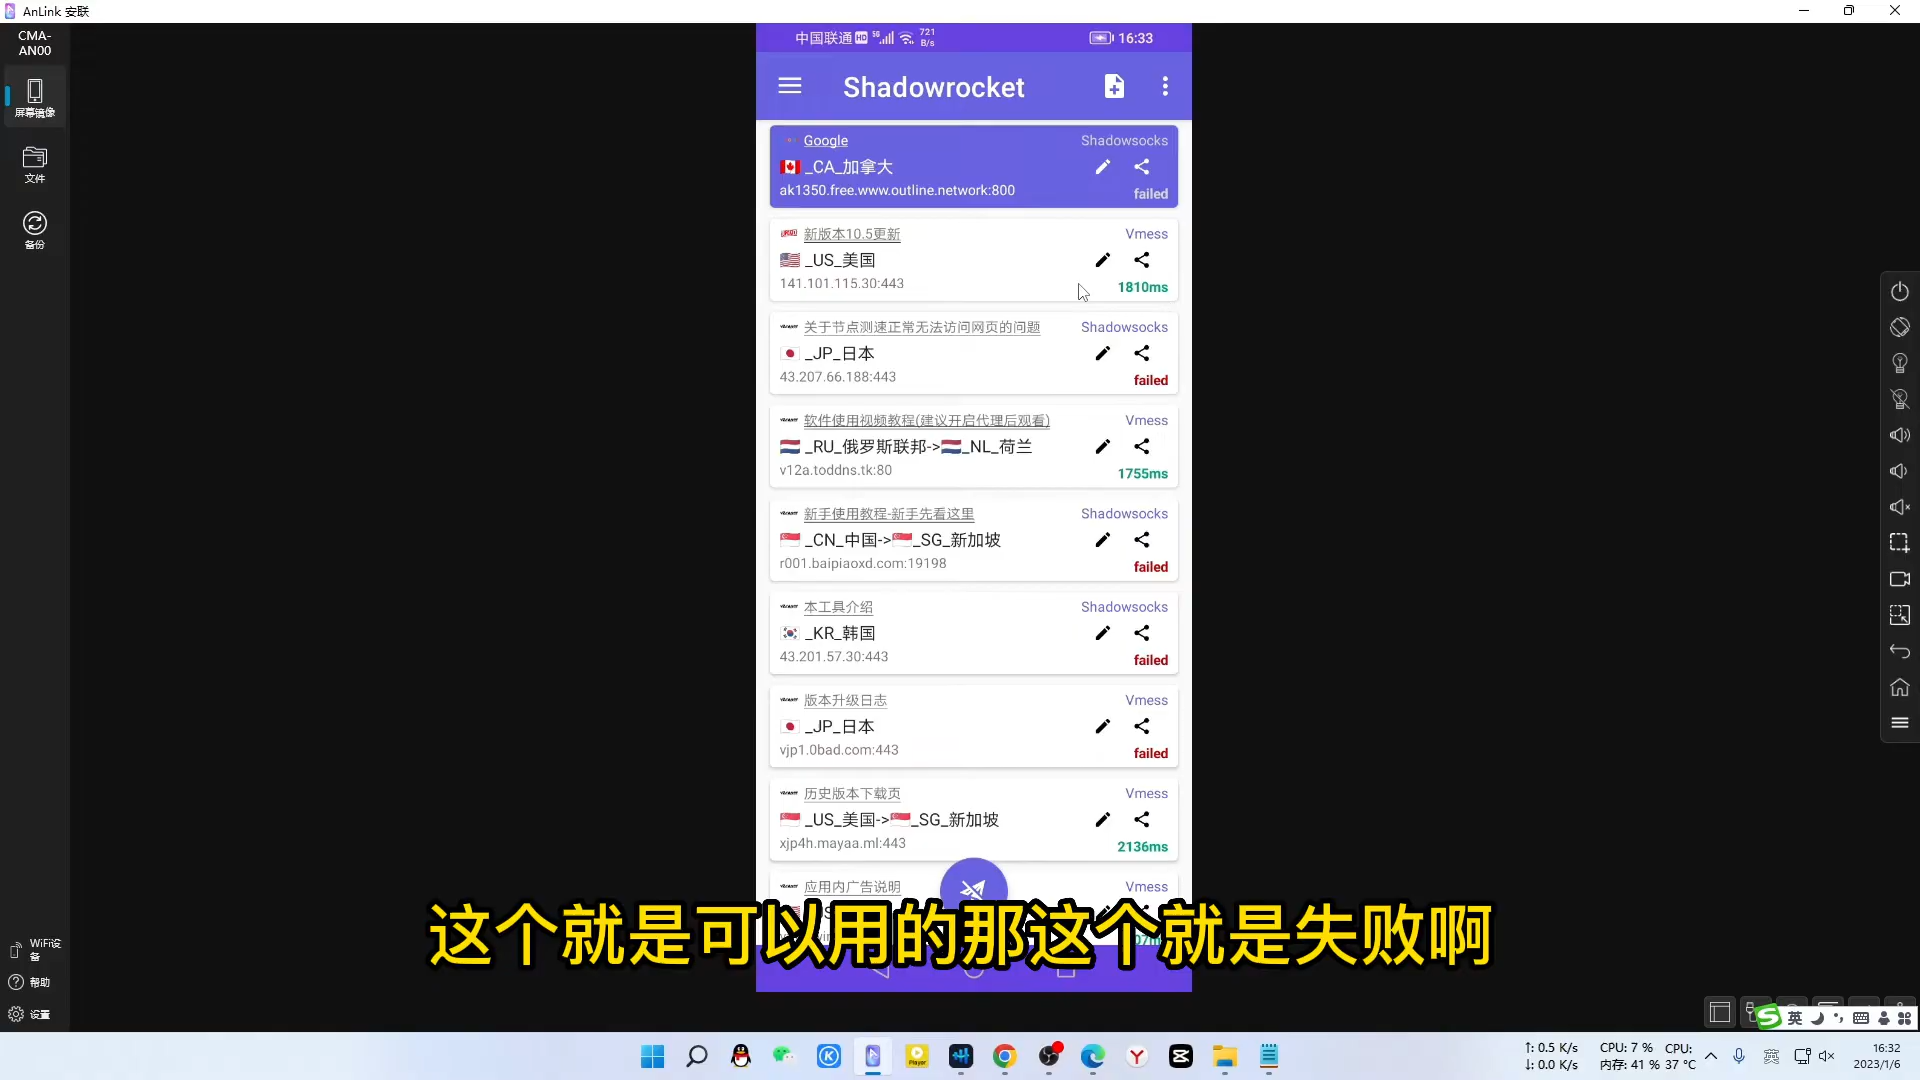 AnLink 安联
CMA-
AN00
屏幕镜像
文件
备份
WiFi设
备
帮助
设置
中国联通 HD 5G 721 B/s 16:33
Shadowrocket
Google Shadowsocks
_CA_加拿大
ak1350.free.www.outline.network:800
failed
新版本10.5更新 Vmess
_US_美国
141.101.115.30:443
1810ms
关于节点测速正常无法访问网页的问题 Shadowsocks
_JP_日本
43.207.66.188:443
failed
软件使用视频教程(建议开启代理后观看) Vmess
_RU_俄罗斯联邦->_NL_荷兰
v12a.toddns.tk:80
1755ms
新手使用教程-新手先看这里 Shadowsocks
_CN_中国->_SG_新加坡
r001.baipiaoxd.com:19198
failed
本工具介绍 Shadowsocks
_KR_韩国
43.201.57.30:443
failed
版本升级日志 Vmess
_JP_日本
vjp1.0bad.com:443
failed
历史版本下载页 Vmess
_US_美国->_SG_新加坡
xjp4h.mayaa.ml:443
2136ms
应用内广告说明 Vmess
这个就是可以用的那这个就是失败啊
英
Player
↑: 0.5 K/s CPU: 7 % CPU:
↓: 0.0 K/s 内存: 41 % 37 °C
英
16:32
2023/1/6